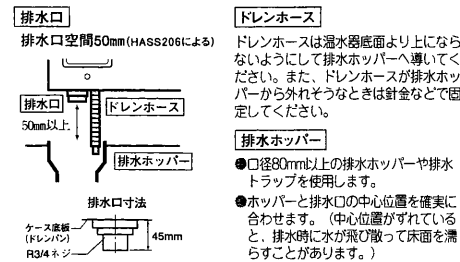 排水口
排水口空間50mm(HASS206による)
排水口
ドレンホース
50mm以上
排水ホッパー
排水口寸法
ケース底板
(ドレンパン)
45mm
R3/4ネジ
ドレンホース
ドレンホースは温水器底面より上になら
ないようにして排水ホッパーへ導いてく
ださい。また、ドレンホースが排水ホッ
パーから外れそうなときは針金などで固
定してください。
排水ホッパー
●口径80mm以上の排水ホッパーや排水
トラップを使用します。
●ホッパーと排水口の中心位置を確実に
合わせます。（中心位置がずれている
と、排水時に水が飛び散って床面を濡
らすことがあります。）